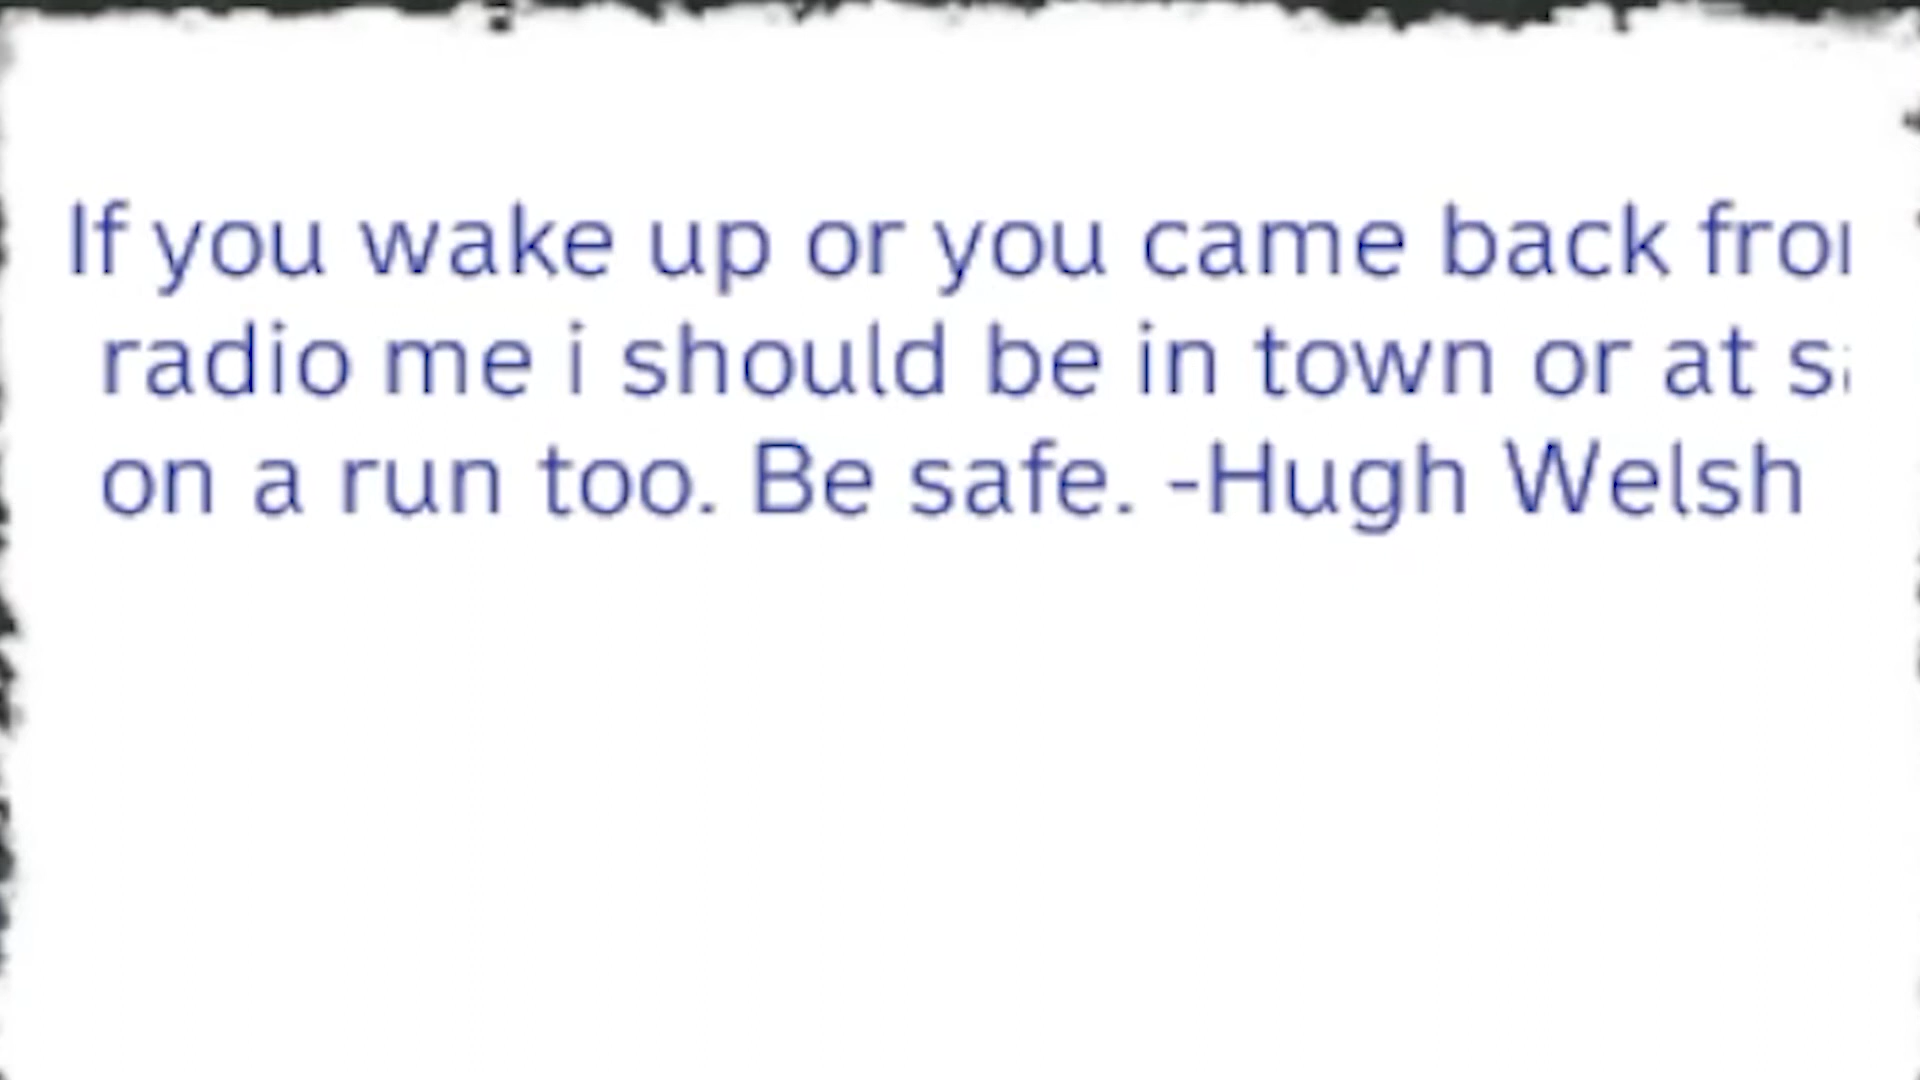 If you wake up or you came back
radio me i should be in town or at
on a run too. Be safe. -Hugh Welsh